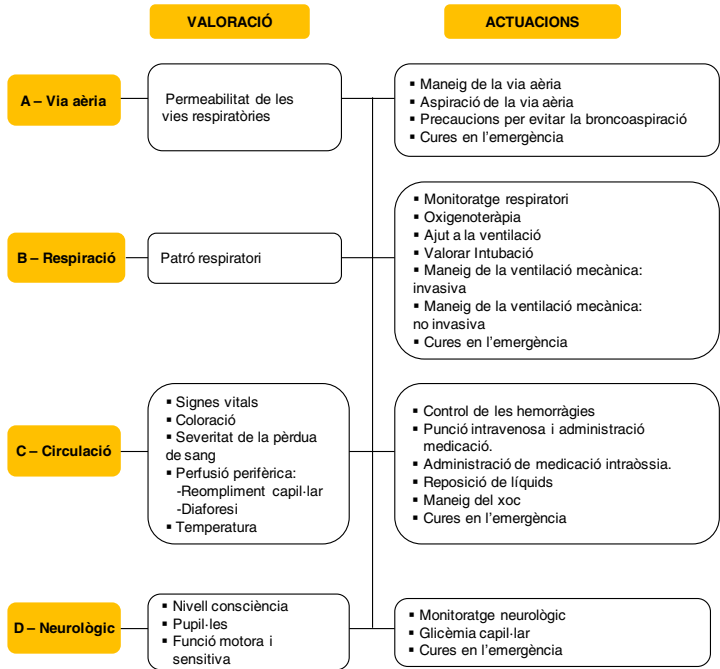 VALORACIÓ
ACTUACIONS
A – Via aèria
Permeabilitat de les
vies respiratòries
▪ Maneig de la via aèria
▪ Aspiració de la via aèria
▪ Precaucions per evitar la broncoaspiració
▪ Cures en l'emergència
B – Respiració
Patró respiratori
▪ Monitoratge respiratori
▪ Oxigenoteràpia
▪ Ajut a la ventilació
▪ Valorar Intubació
▪ Maneig de la ventilació mecànica:
invasiva
▪ Maneig de la ventilació mecànica:
no invasiva
▪ Cures en l'emergència
C – Circulació
▪ Signes vitals
▪ Coloració
▪ Severitat de la pèrdua
de sang
▪ Perfusió perifèrica:
-Reompliment capil·lar
-Diaforesi
▪ Temperatura
▪ Control de les hemorràgies
▪ Punció intravenosa i administració
medicació.
▪ Administració de medicació intraòssia.
▪ Reposició de líquids
▪ Maneig del xoc
▪ Cures en l'emergència
D – Neurològic
▪ Nivell consciència
▪ Pupil·les
▪ Funció motora i
sensitiva
▪ Monitoratge neurològic
▪ Glicèmia capil·lar
▪ Cures en l'emergència